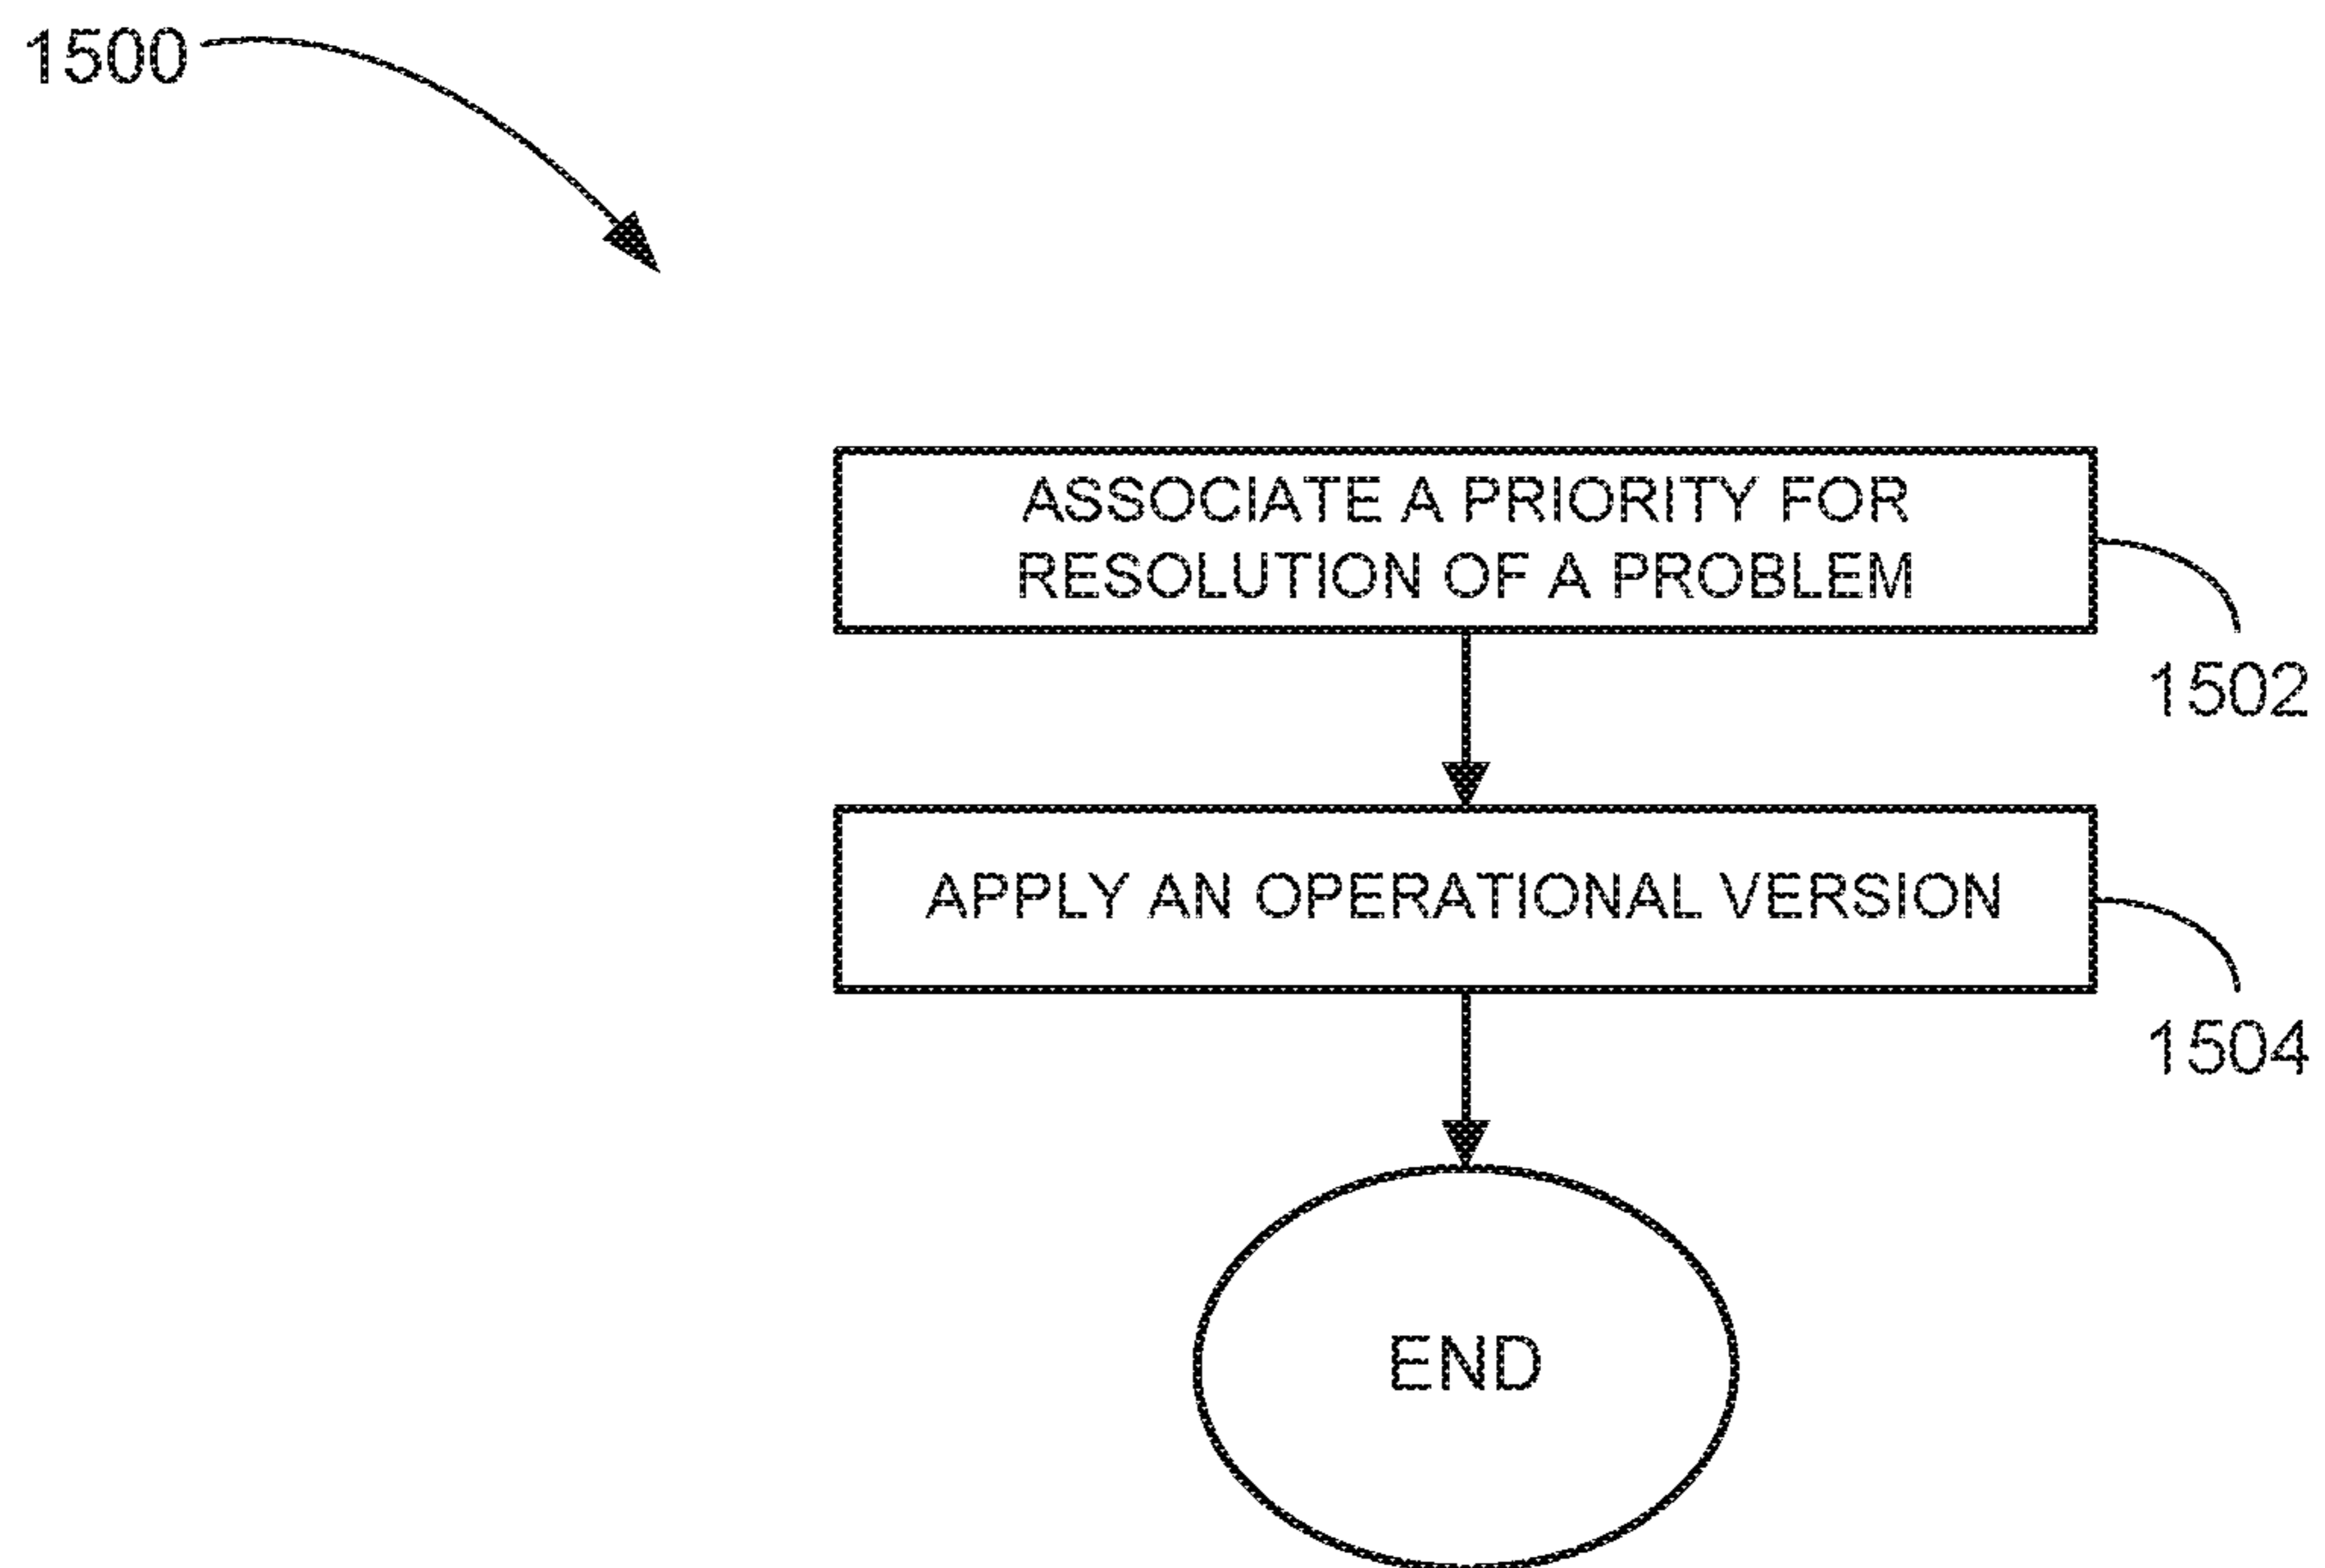 1500
ASSOCIATE A PRIORITY FOR
RESOLUTION OF A PROBLEM
1502
APPLY AN OPERATIONAL VERSION
1504
END